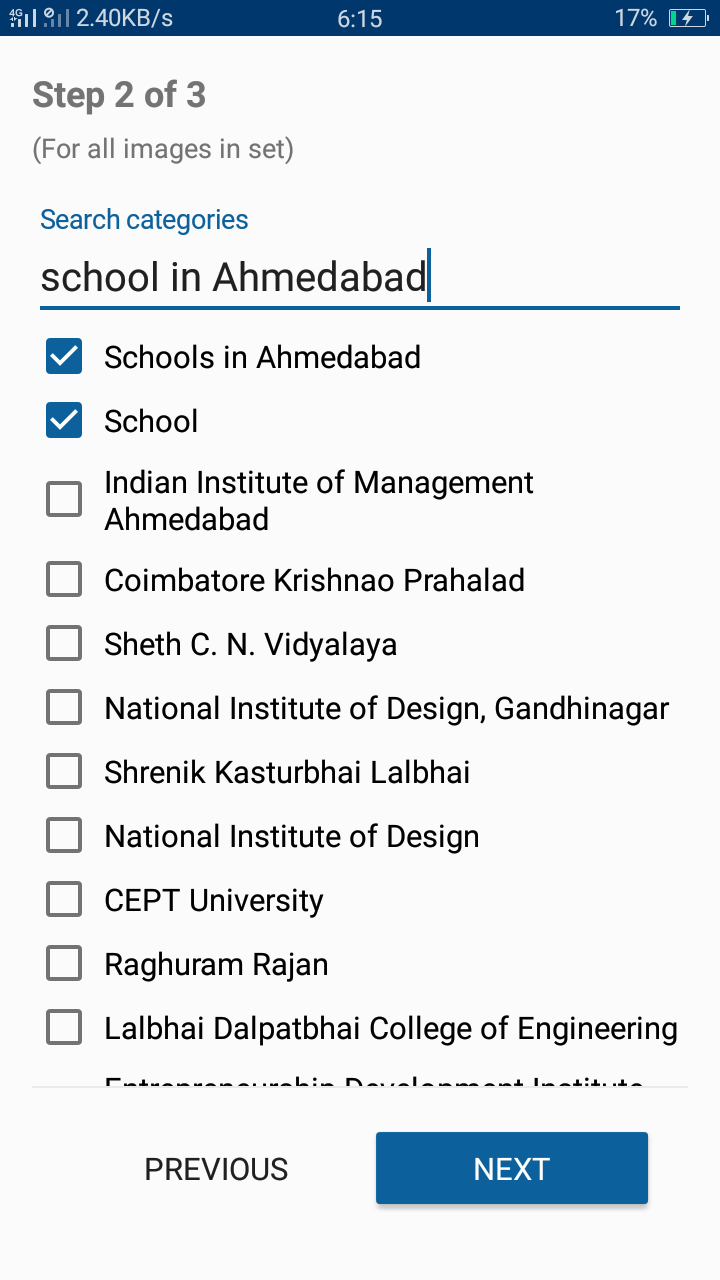 4G 2.40KB/s 6:15 17%
Step 2 of 3
(For all images in set)
Search categories
school in Ahmedabad
Schools in Ahmedabad
School
Indian Institute of Management
Ahmedabad
Coimbatore Krishnao Prahalad
Sheth C. N. Vidyalaya
National Institute of Design, Gandhinagar
Shrenik Kasturbhai Lalbhai
National Institute of Design
CEPT University
Raghuram Rajan
Lalbhai Dalpatbhai College of Engineering
Entrepreneurship Development Institute
PREVIOUS NEXT